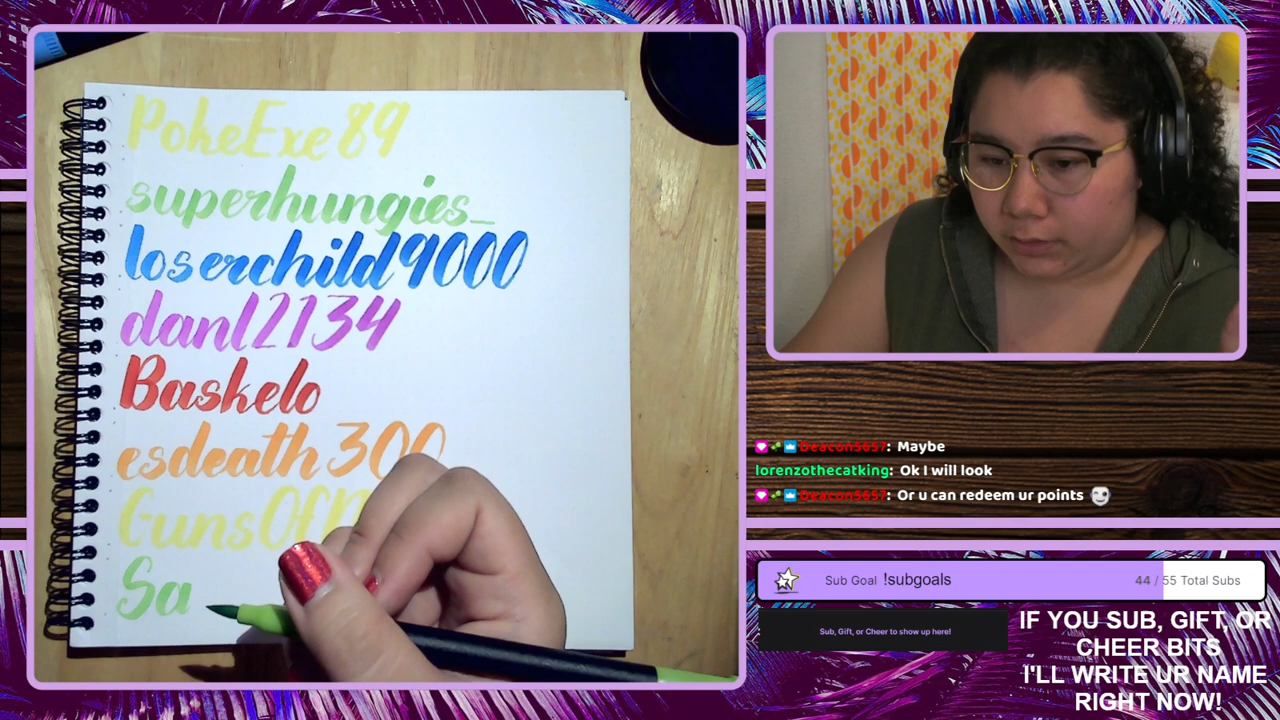 PokeExe89
superhungies_
loserchild9000
danl2134
Baskelo
esdeath300
Sa
Deacon5657: Maybe
lorenzothecatking: Ok I will look
Deacon5657: Or u can redeem ur points
Sub Goal !subgoals
44 / 55 Total Subs
Sub, Gift, or Cheer to show up here!
IF YOU SUB, GIFT, OR
CHEER BITS
I'LL WRITE UR NAME
RIGHT NOW!